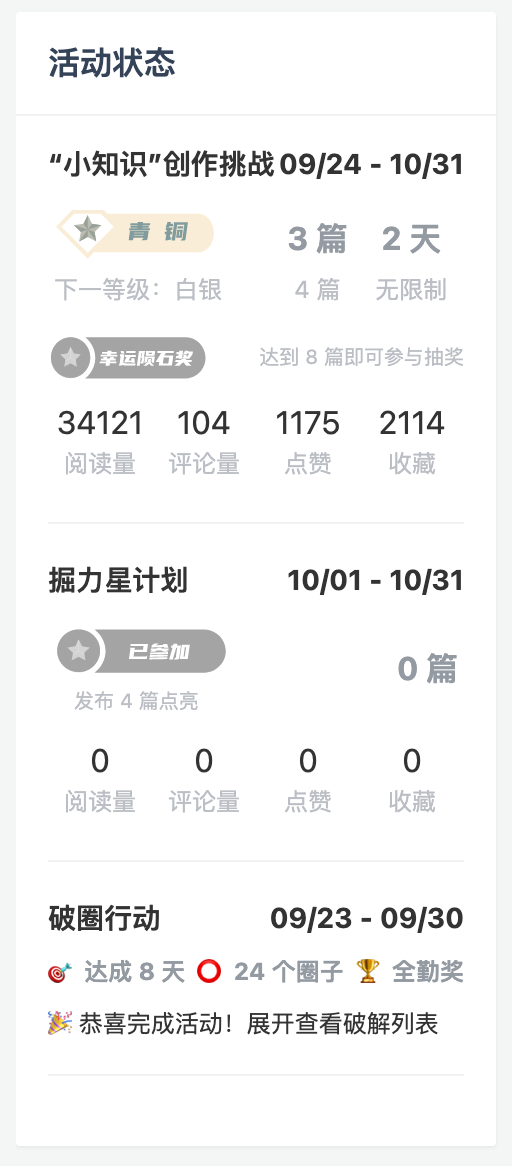 活动状态
“小知识”创作挑战 09/24 - 10/31
青 铜 3 篇 2 天
下一等级：白银 4 篇 无限制
幸运陨石奖 达到 8 篇即可参与抽奖
34121 104 1175 2114
阅读量 评论量 点赞 收藏
掘力星计划 10/01 - 10/31
已参加 0 篇
发布 4 篇点亮
0 0 0 0
阅读量 评论量 点赞 收藏
破圈行动 09/23 - 09/30
🎯 达成 8 天 ⭕ 24 个圈子 🏆 全勤奖
🎉 恭喜完成活动！展开查看破解列表